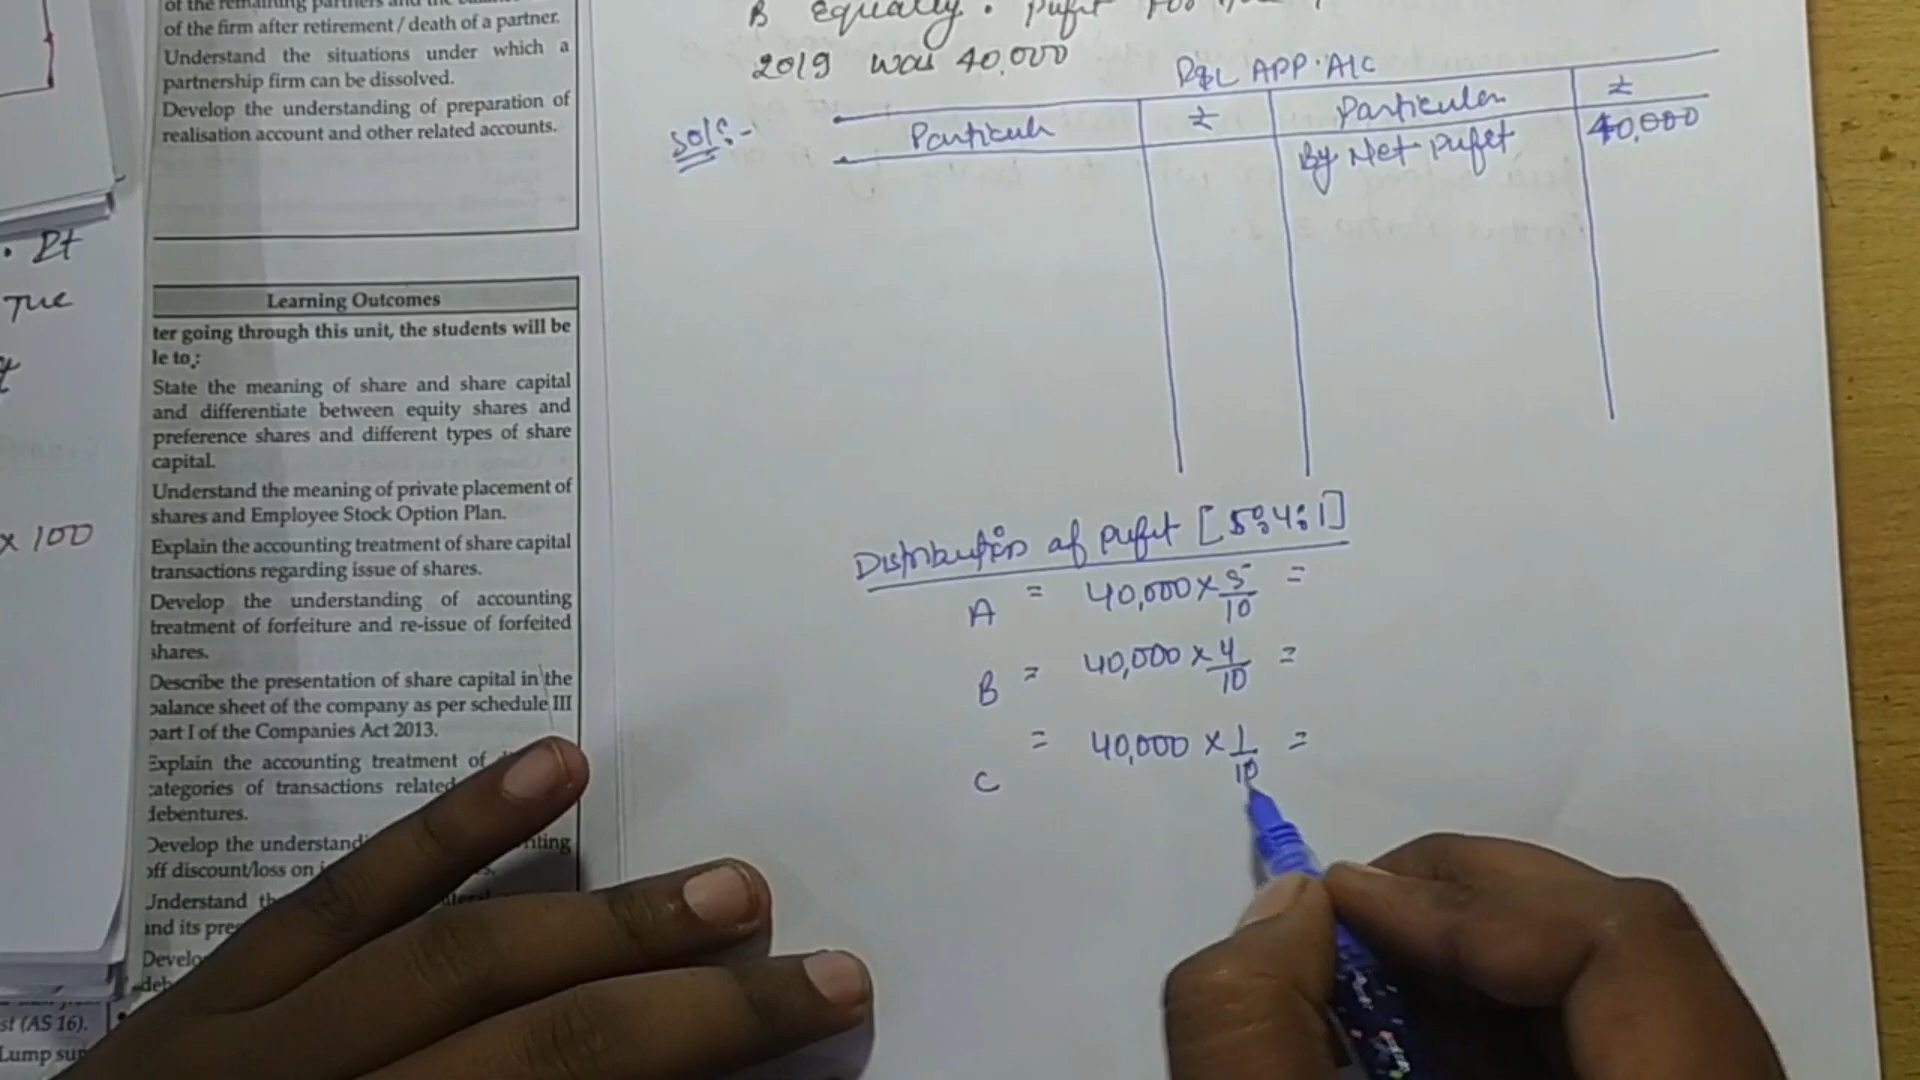 of the firm after retirement / death of a partner.
Understand the situations under which a
partnership firm can be dissolved.
Develop the understanding of preparation of
realisation account and other related accounts.
Learning Outcomes
ter going through this unit, the students will be
le to :
State the meaning of share and share capital
and differentiate between equity shares and
preference shares and different types of share
capital.
Understand the meaning of private placement of
shares and Employee Stock Option Plan.
Explain the accounting treatment of share capital
transactions regarding issue of shares.
Develop the understanding of accounting
treatment of forfeiture and re-issue of forfeited
shares.
Describe the presentation of share capital in the
balance sheet of the company as per schedule III
part I of the Companies Act 2013.
Explain the accounting treatment of
categories of transactions related
debentures.
Develop the
off discount/loss on
Understand
and its
st (AS 16).
x 100
B Equally.
2019 was 40,000
Sol:-
P&L APP. A/C
Particular ₹ Particular ₹
By Net Profit 40,000
Distribution of Profit [5:4:1]
A = 40,000 × 5/10 =
B = 40,000 × 4/10 =
C = 40,000 × 1/10 =